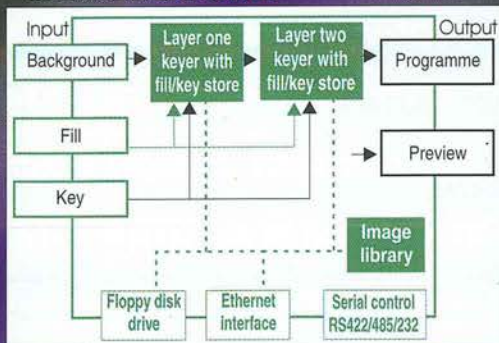 Input
Output
Background
Layer one
keyer with
fill/key store
Layer two
keyer with
fill/key store
Programme
Fill
Preview
Key
Image
library
Floppy disk
drive
Ethernet
interface
Serial control
RS422/485/232